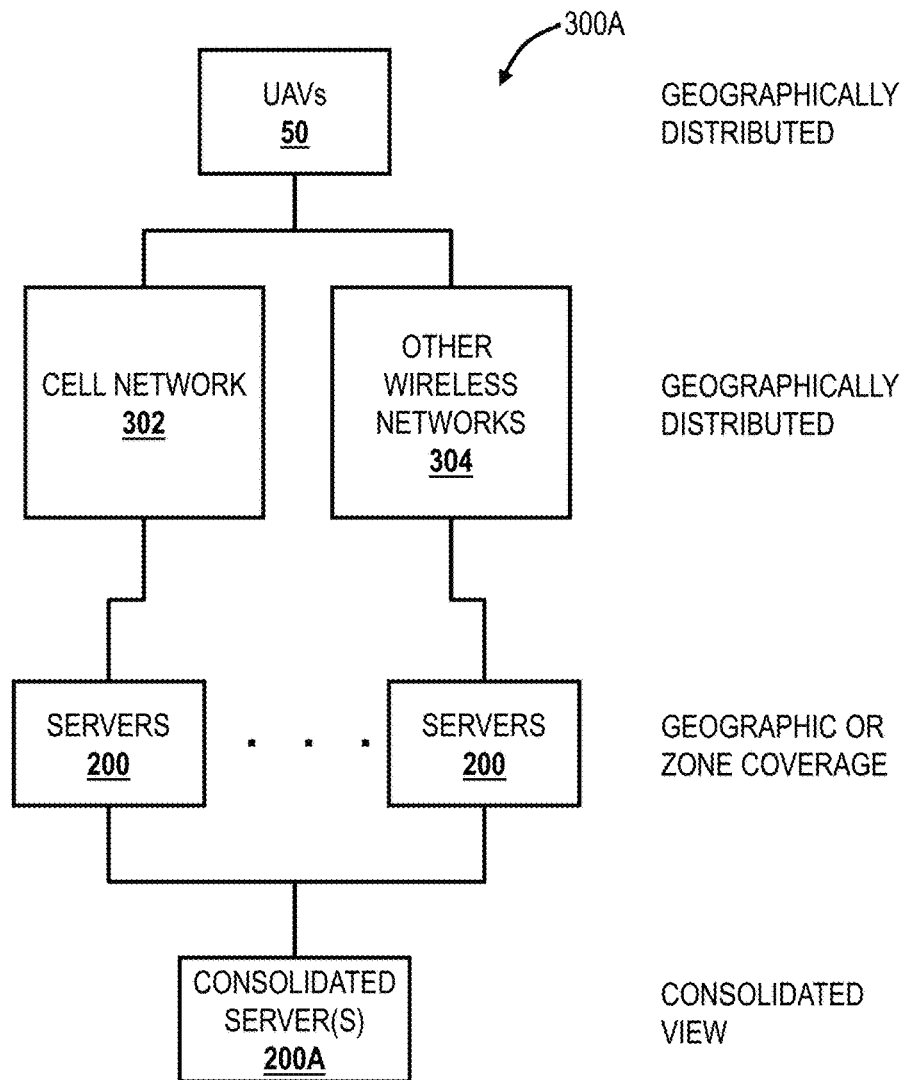 300A
UAVs
50
GEOGRAPHICALLY
DISTRIBUTED
CELL NETWORK
302
OTHER
WIRELESS
NETWORKS
304
GEOGRAPHICALLY
DISTRIBUTED
SERVERS
200
. . .
SERVERS
200
GEOGRAPHIC OR
ZONE COVERAGE
CONSOLIDATED
SERVER(S)
200A
CONSOLIDATED
VIEW